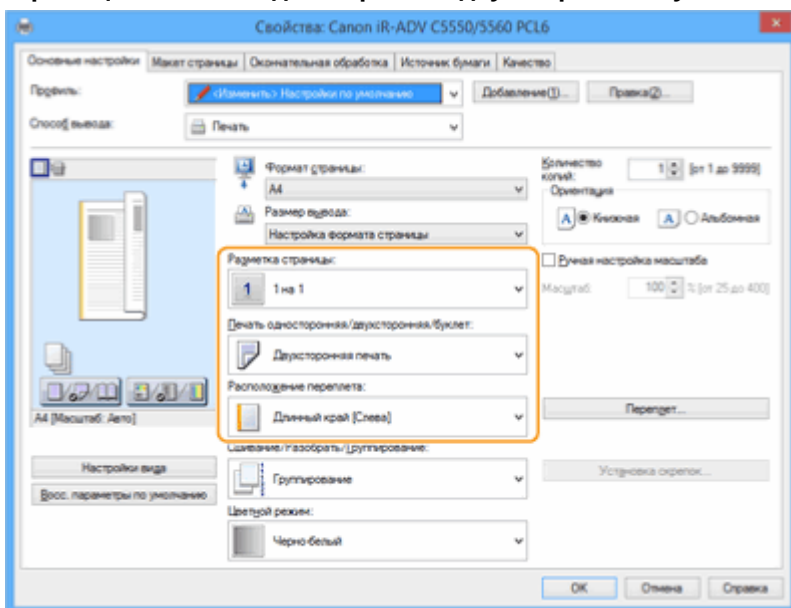 Свойства: Canon iR-ADV C5550/5560 PCL6
Основные настройки Макет страницы Окончательная обработка Источник бумаги Качество
Профиль: <Изменить> Настройки по умолчанию Добавление(1)... Правка(2)...
Способ вывода: Печать
Формат страницы:
A4
Размер вывода:
Настройка формата страницы
Количество копий: 1 [от 1 до 9999]
Ориентация
A Книжная A Альбомная
Разметка страницы:
1 1 на 1
Ручная настройка масштаба
Масштаб: 100 % [от 25 до 400]
Печать односторонняя/двухсторонняя/буклет:
Двухсторонняя печать
Расположение переплета:
Длинный край [Слева]
Переплет...
A4 [Масштаб: Авто]
Сшивание/Разобрать/Группирование:
Группирование
Установка скрепок...
Настройки вида
Восс. параметры по умолчанию
Цветной режим:
Черно белый
OK Отмена Справка